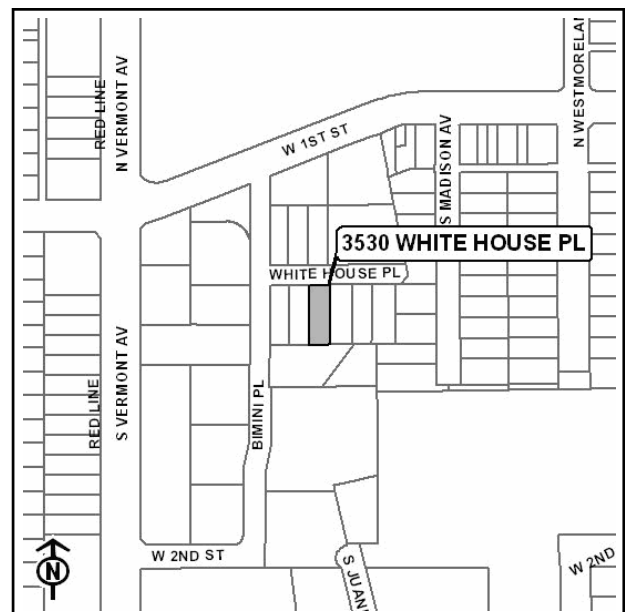 RED LINE
N VERMONT AV
W 1ST ST
S MADISON AV
N WESTMORELAN
3530 WHITE HOUSE PL
WHITE HOUSE PL
RED LINE
S VERMONT AV
BIMINI PL
W 2ND ST
S JUAN
W 2ND
N